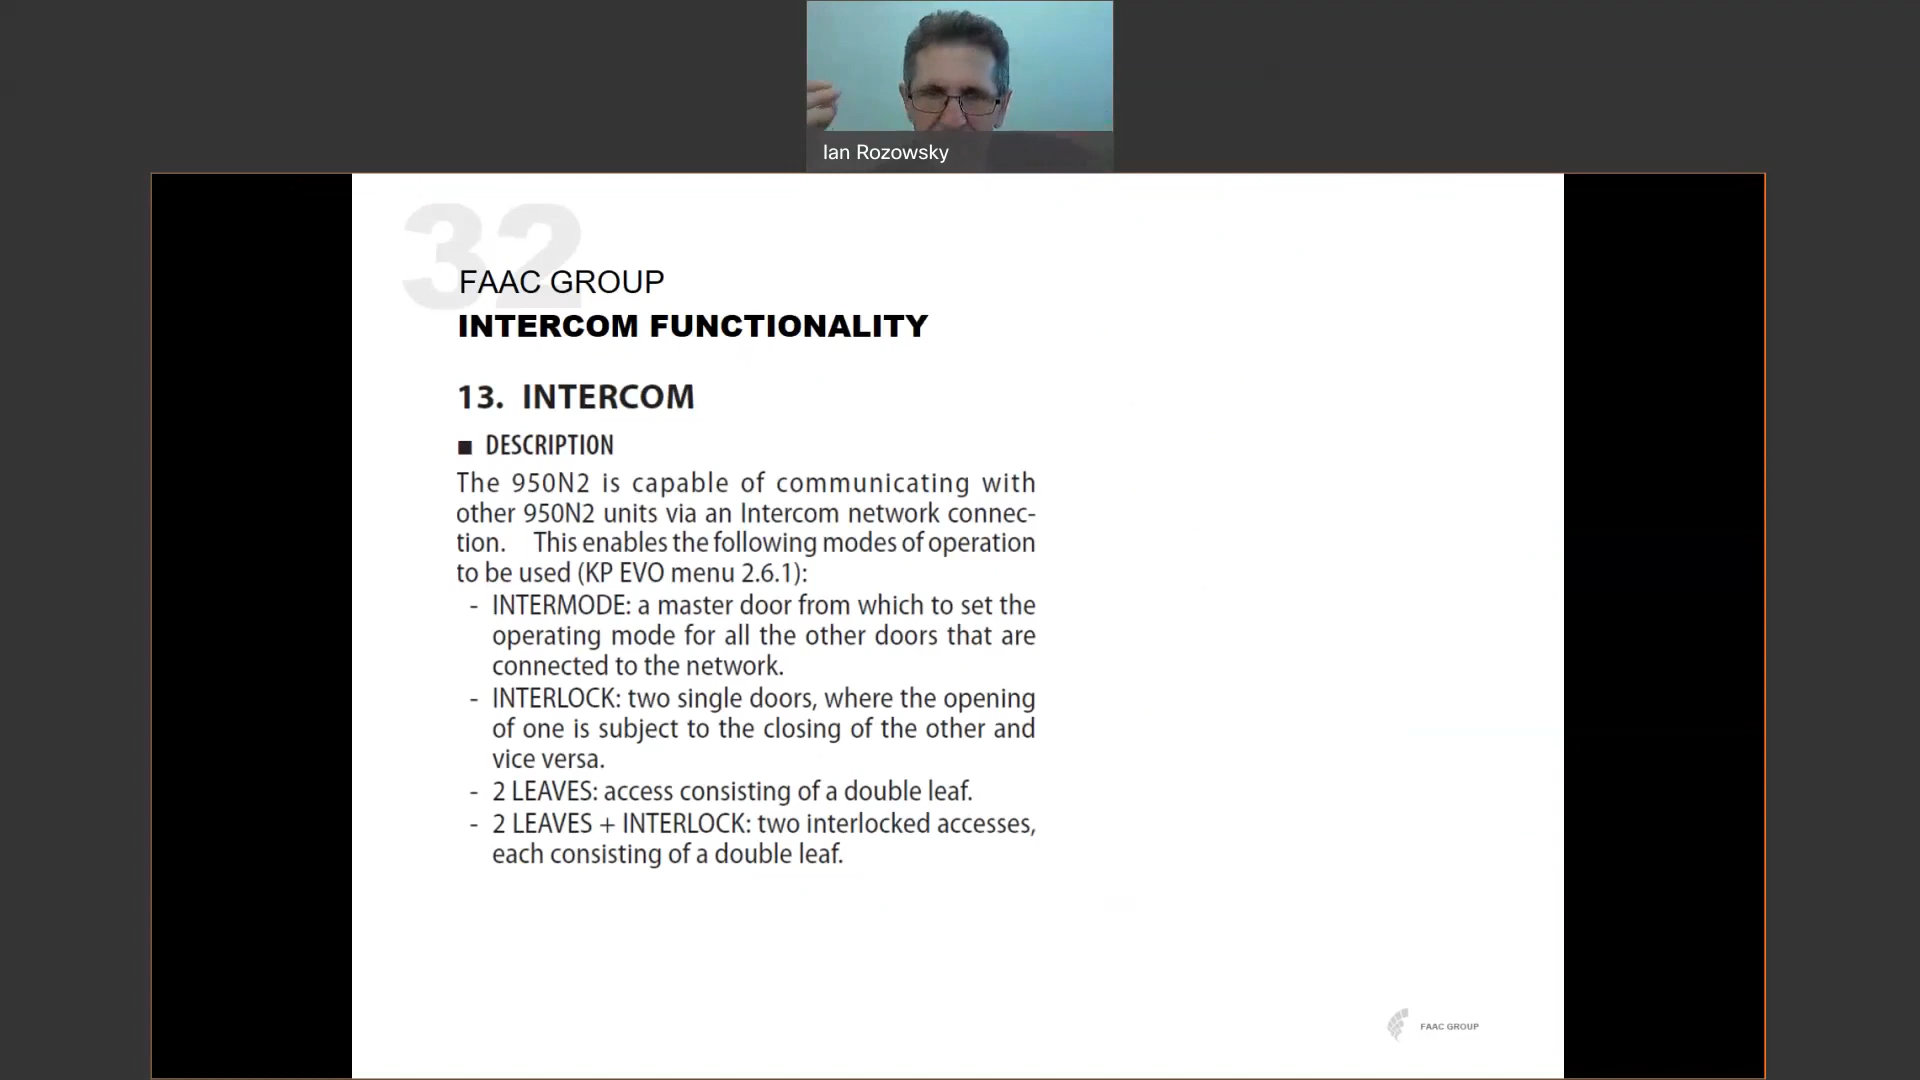 Ian Rozowsky
32
FAAC GROUP
INTERCOM FUNCTIONALITY
13. INTERCOM
■ DESCRIPTION
The 950N2 is capable of communicating with
other 950N2 units via an Intercom network connec-
tion. This enables the following modes of operation
to be used (KP EVO menu 2.6.1):
- INTERMODE: a master door from which to set the
operating mode for all the other doors that are
connected to the network.
- INTERLOCK: two single doors, where the opening
of one is subject to the closing of the other and
vice versa.
- 2 LEAVES: access consisting of a double leaf.
- 2 LEAVES + INTERLOCK: two interlocked accesses,
each consisting of a double leaf.
FAAC GROUP